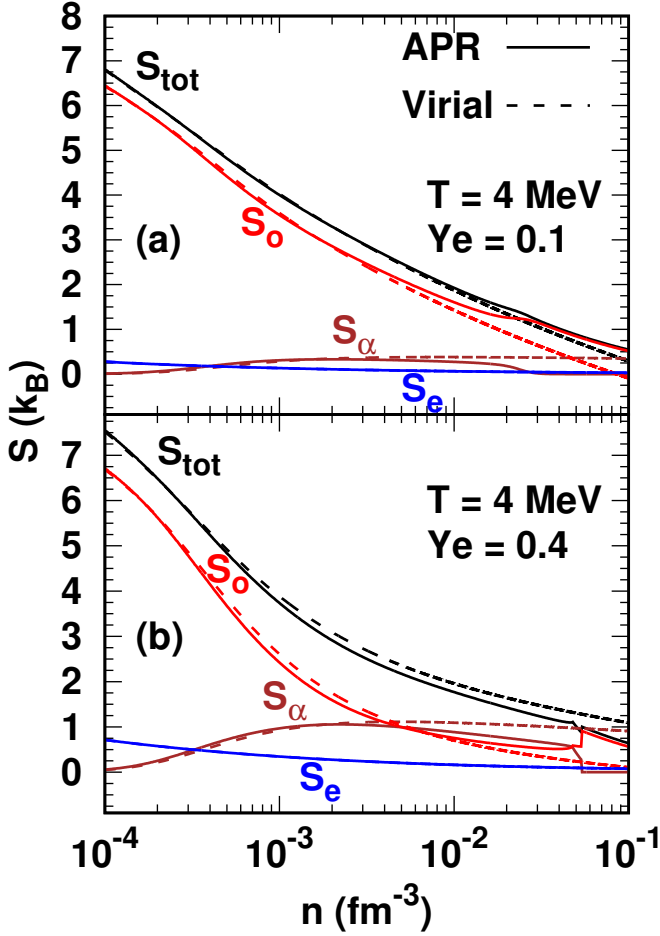 8
7
6
5
4
3
2
1
0
S_tot
APR
Virial
T = 4 MeV
Ye = 0.1
(a)
S_o
S_α
S_e
S (k_B)
7
6
5
4
3
2
1
0
S_tot
T = 4 MeV
Ye = 0.4
S_o
(b)
S_α
S_e
10^-4
10^-3
10^-2
10^-1
n (fm^-3)